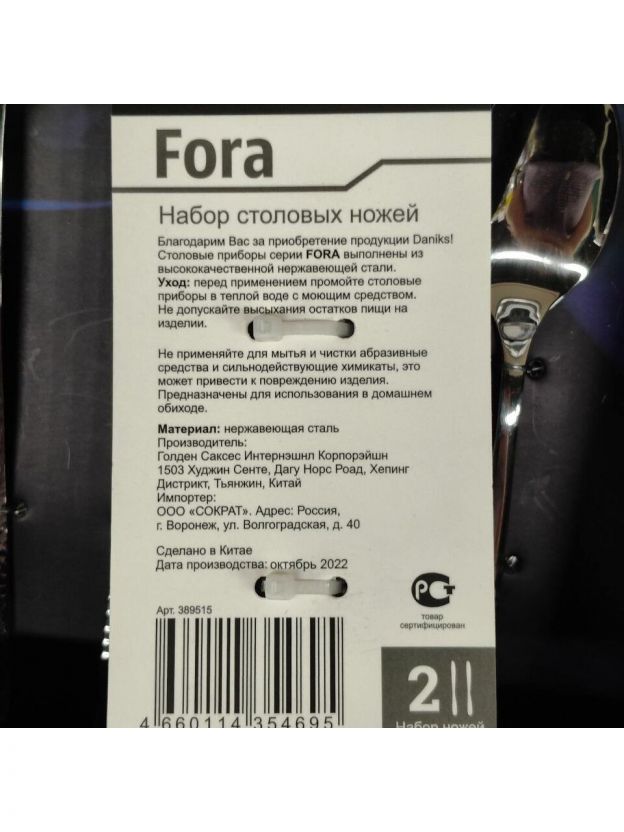 Fora
Набор столовых ножей
Благодарим Вас за приобретение продукции Daniks!
Столовые приборы серии FORA выполнены из
высококачественной нержавеющей стали.
Уход: перед применением промойте столовые
приборы в теплой воде с моющим средством.
Не допускайте высыхания остатков пищи на
изделии.
Не применяйте для мытья и чистки абразивные
средства и сильнодействующие химикаты, это
может привести к повреждению изделия.
Предназначены для использования в домашнем
обиходе.
Материал: нержавеющая сталь
Производитель:
Голден Саксес Интернэшнл Корпорэйшн
1503 Худжин Сенте, Дагу Норс Роад, Хепинг
Дистрикт, Тьянжин, Китай
Импортер:
ООО «СОКРАТ». Адрес: Россия,
г. Воронеж, ул. Волгоградская, д. 40
Сделано в Китае
Дата производства: октябрь 2022
РСТ
товар
сертифицирован
Арт. 389515
4 660114 354695
2
Набор ножей